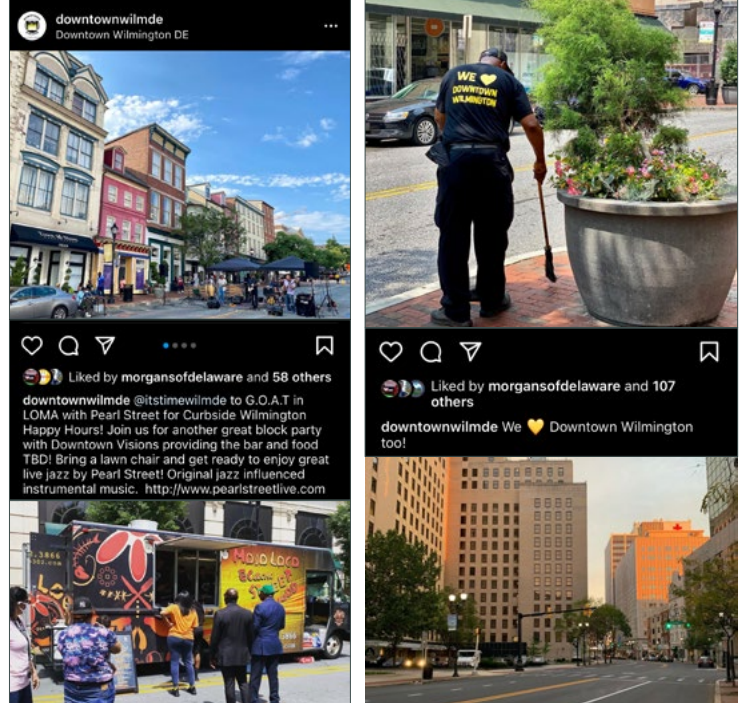 downtownwilmde
Downtown Wilmington DE
Liked by morgansofdelaware and 58 others
downtownwilmde @itstimewilmde to G.O.A.T in
LOMA with Pearl Street for Curbside Wilmington
Happy Hours! Join us for another great block party
with Downtown Visions providing the bar and food
TBD! Bring a lawn chair and get ready to enjoy great
live jazz by Pearl Street! Original jazz influenced
instrumental music. http://www.pearlstreetlive.com
.3866
MoJo Loco
WE 💛
DOWNTOWN
WILMINGTON
Liked by morgansofdelaware and 107
others
downtownwilmde We 💛 Downtown Wilmington
too!